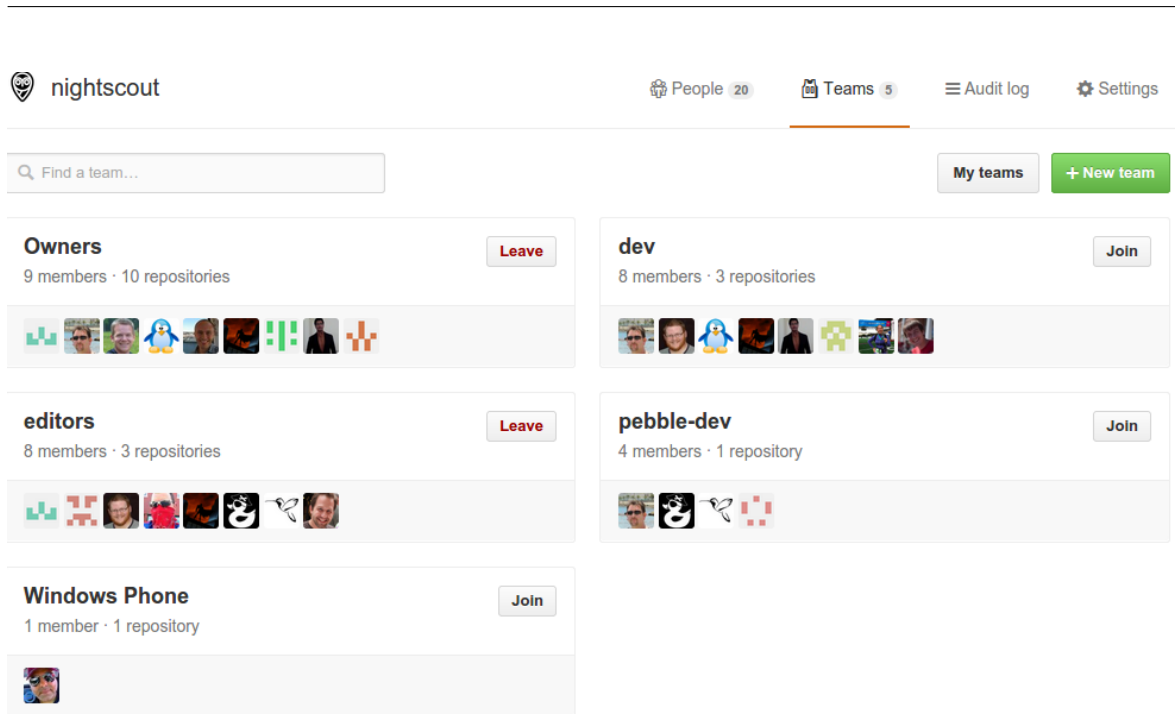 nightscout
People 20
Teams 5
Audit log
Settings
Find a team...
My teams
+ New team
Owners
Leave
9 members · 10 repositories
dev
Join
8 members · 3 repositories
editors
Leave
8 members · 3 repositories
pebble-dev
Join
4 members · 1 repository
Windows Phone
Join
1 member · 1 repository